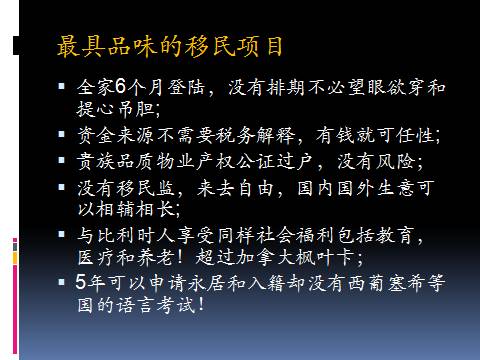 最具品味的移民项目
全家6个月登陆，没有排期不必望眼欲穿和
提心吊胆;
资金来源不需要税务解释，有钱就可任性;
贵族品质物业产权公证过户，没有风险；
没有移民监，来去自由，国内国外生意可
以相辅相长;
与比利时人享受同样社会福利包括教育，
医疗和养老！超过加拿大枫叶卡；
5年可以申请永居和入籍却没有西葡塞希等
国的语言考试！